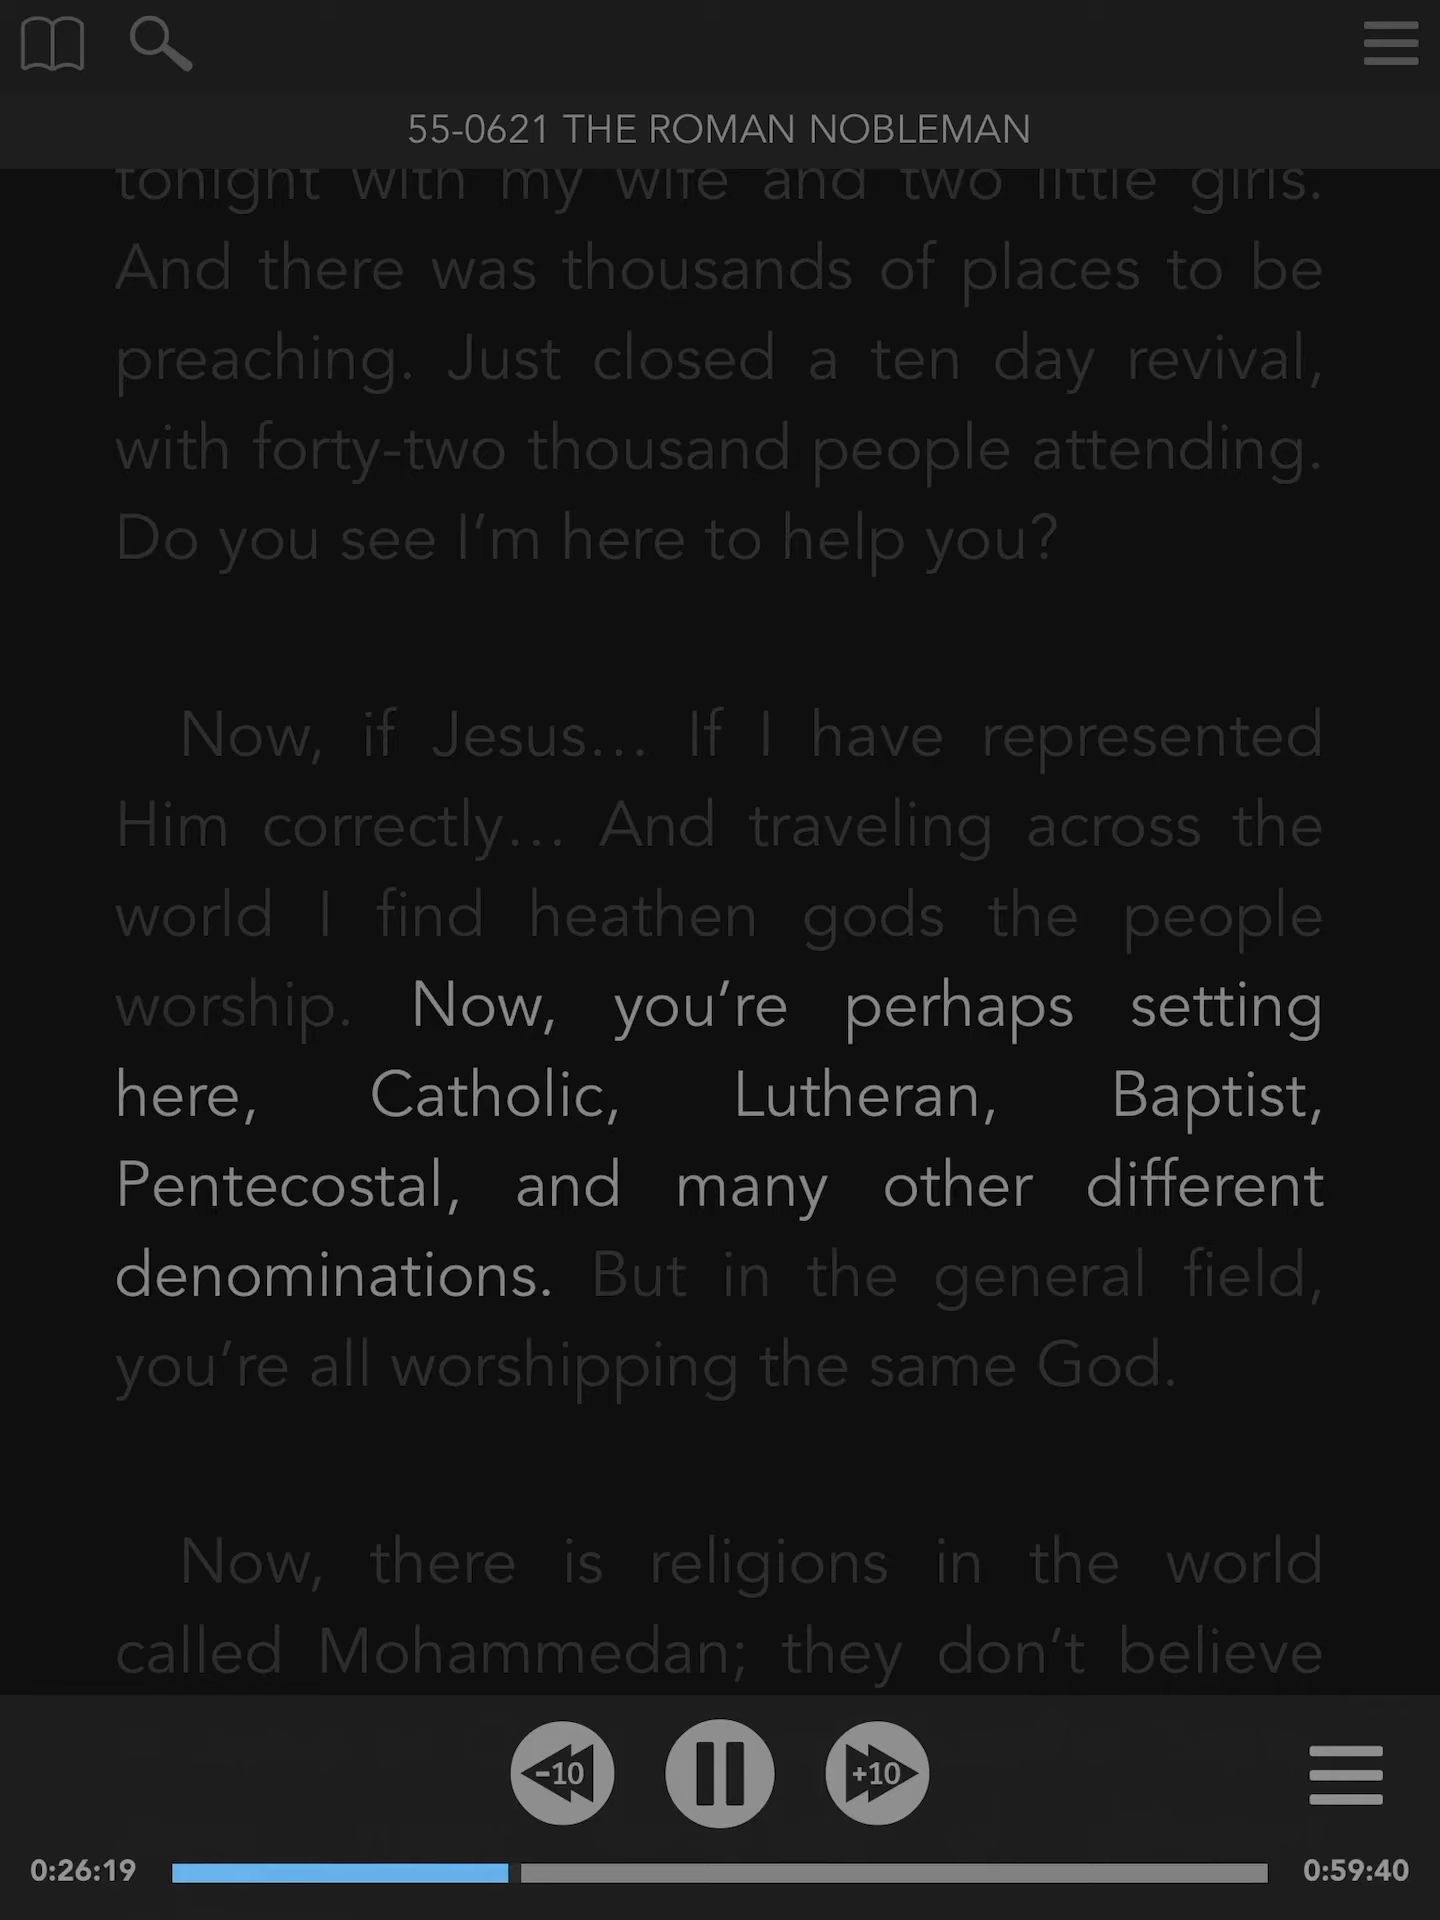 55-0621 THE ROMAN NOBLEMAN
tonight with my wife and two little girls.
And there was thousands of places to be
preaching. Just closed a ten day revival,
with forty-two thousand people attending.
Do you see I’m here to help you?
Now, if Jesus… If I have represented
Him correctly… And traveling across the
world I find heathen gods the people
worship. Now, you’re perhaps setting
here, Catholic, Lutheran, Baptist,
Pentecostal, and many other different
denominations. But in the general field,
you’re all worshipping the same God.
Now, there is religions in the world
called Mohammedan; they don’t believe
-10 +10
0:26:19 0:59:40